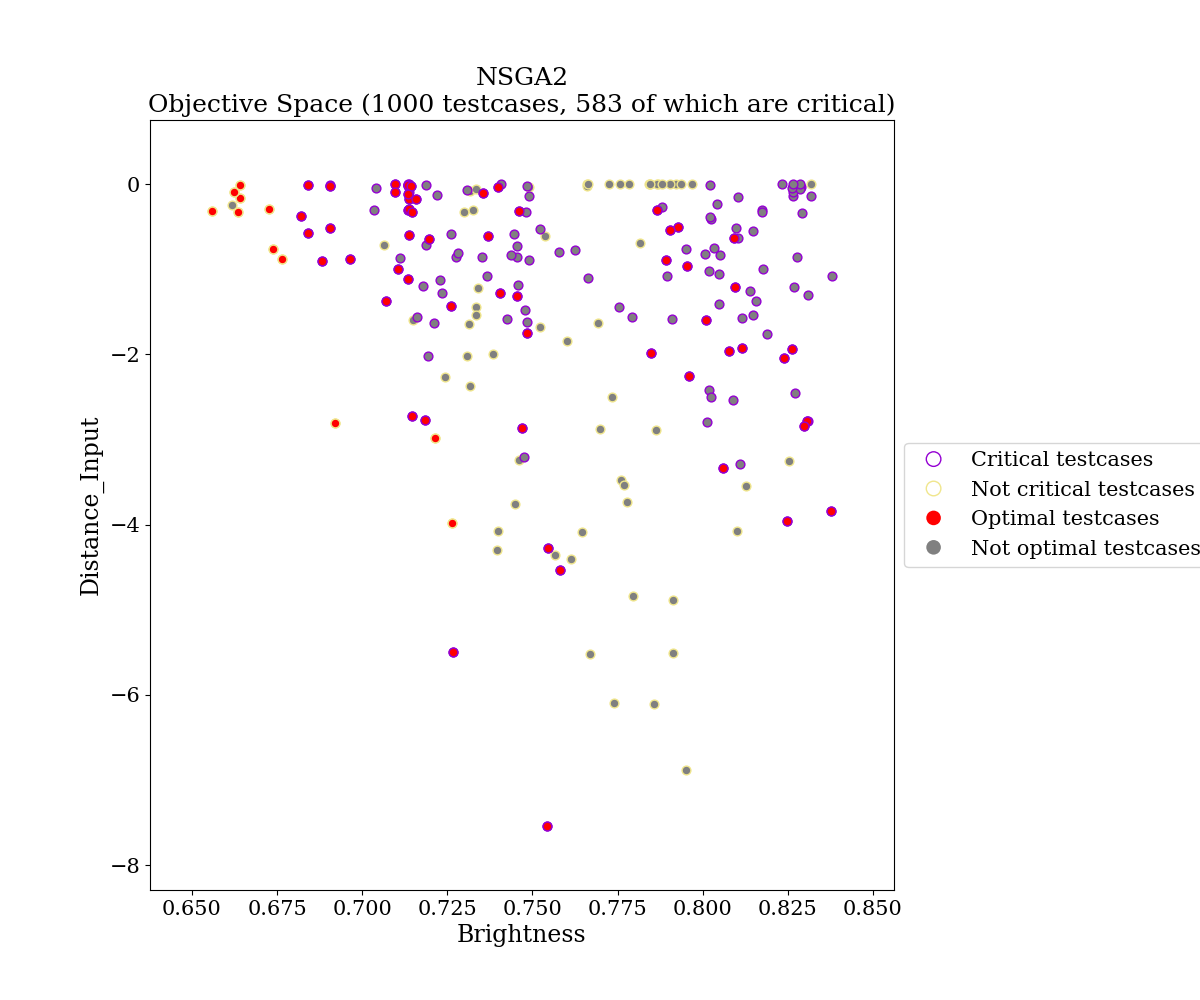 NSGA2
Objective Space (1000 testcases, 583 of which are critical)
0
−2
−4
−6
−8
Distance_Input
0.650 0.675 0.700 0.725 0.750 0.775 0.800 0.825 0.850
Brightness
Critical testcases
Not critical testcases
Optimal testcases
Not optimal testcases